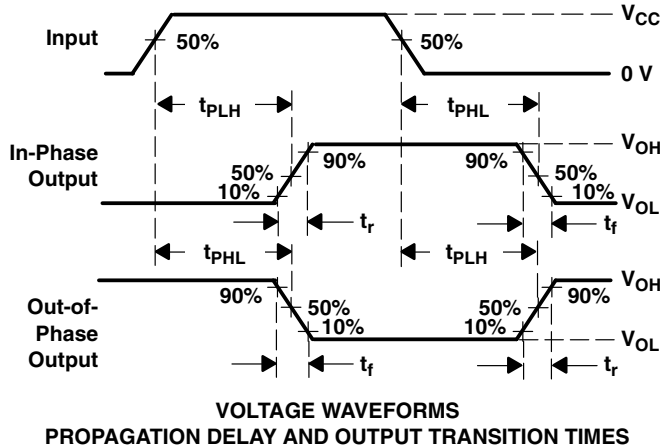 V_CC
Input
50%
50%
0 V
t_PLH
t_PHL
In-Phase
Output
V_OH
90%
90%
50%
50%
10%
10%
V_OL
t_r
t_f
t_PHL
t_PLH
V_OH
90%
90%
Out-of-
Phase
Output
50%
50%
10%
10%
V_OL
t_f
t_r
VOLTAGE WAVEFORMS
PROPAGATION DELAY AND OUTPUT TRANSITION TIMES